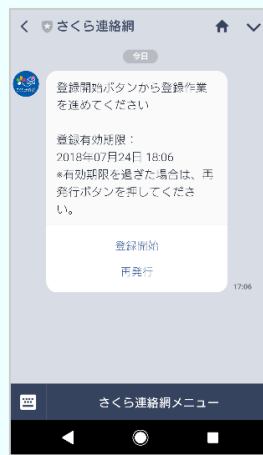 さくら連絡網
今日
登録開始ボタンから登録作業
を進めてください
登録有効期限：
2018年07月24日 18:06
*有効期限を過ぎた場合は、再
発行ボタンを押してくださ
い。
登録開始
再発行
17:06
さくら連絡網メニュー